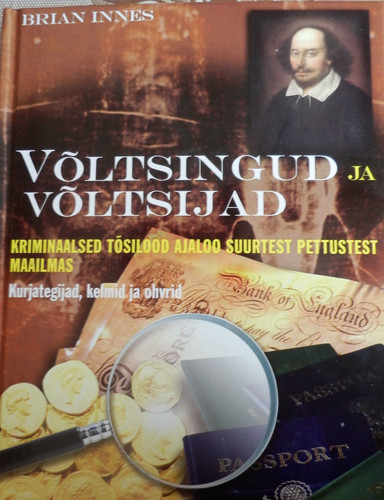 BRIAN INNES
VÕLTSINGUD JA
VÕLTSIJAD
KRIMINAALSED TÕSILOOD AJALOO SUURTEST PETTUSTEST
MAAILMAS
Kurjategijad, kelmid ja ohvrid
Bank of England
PASSPORT